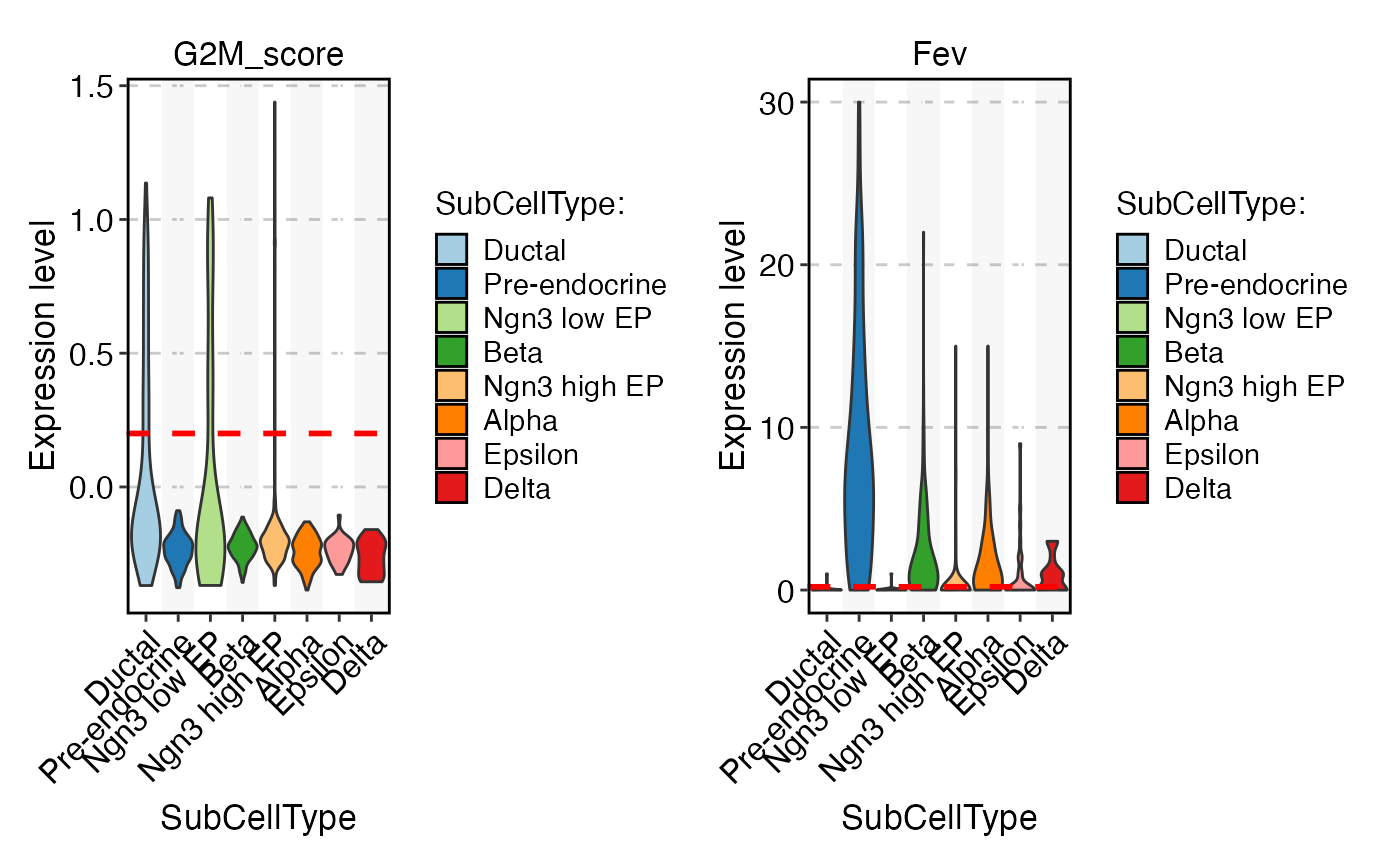 G2M_score
Expression level
1.5
1.0
0.5
0.0
Ductal
Pre-endocrine
Ngn3 low EP
Beta
Ngn3 high EP
Alpha
Epsilon
Delta
SubCellType
SubCellType:
Ductal
Pre-endocrine
Ngn3 low EP
Beta
Ngn3 high EP
Alpha
Epsilon
Delta
Fev
Expression level
30
20
10
0
Ductal
Pre-endocrine
Ngn3 low EP
Beta
Ngn3 high EP
Alpha
Epsilon
Delta
SubCellType
SubCellType:
Ductal
Pre-endocrine
Ngn3 low EP
Beta
Ngn3 high EP
Alpha
Epsilon
Delta